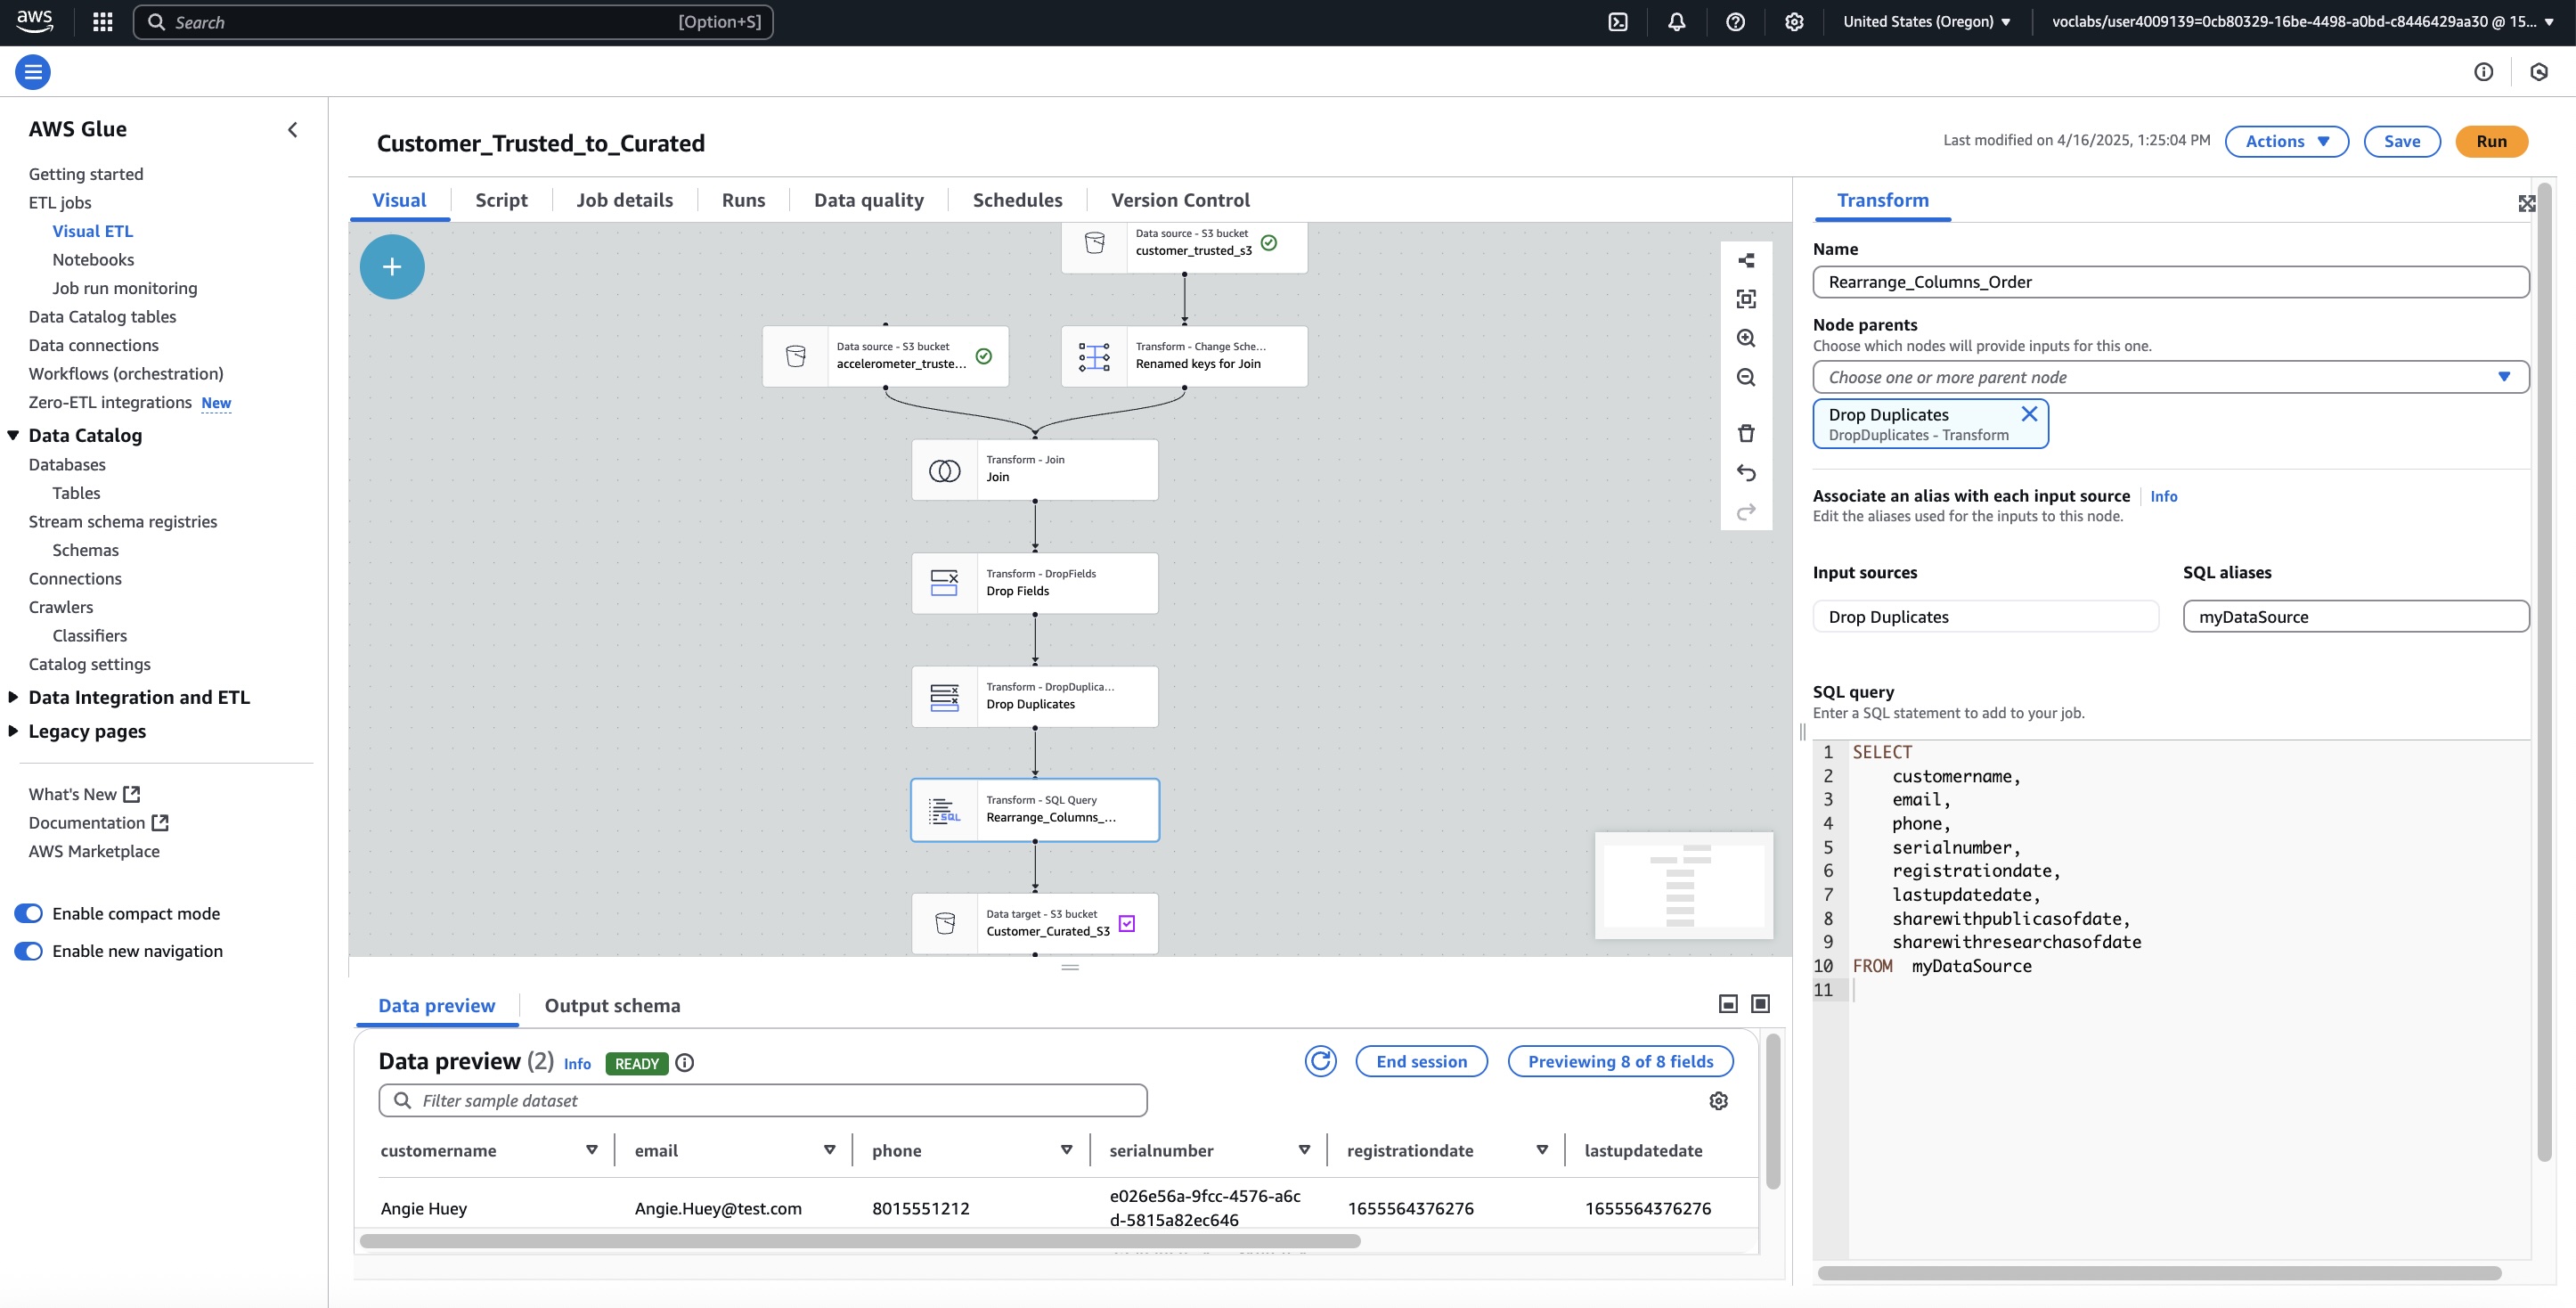 aws
Search
[Option+S]
United States (Oregon)
voclabs/user4009139=0cb80329-16be-4498-a0bd-c8446429aa30 @ 15...
AWS Glue
Getting started
ETL jobs
Visual ETL
Notebooks
Job run monitoring
Data Catalog tables
Data connections
Workflows (orchestration)
Zero-ETL integrations New
Data Catalog
Databases
Tables
Stream schema registries
Schemas
Connections
Crawlers
Classifiers
Catalog settings
Data Integration and ETL
Legacy pages
What's New
Documentation
AWS Marketplace
Enable compact mode
Enable new navigation
Customer_Trusted_to_Curated
Last modified on 4/16/2025, 1:25:04 PM
Actions
Save
Run
Visual
Script
Job details
Runs
Data quality
Schedules
Version Control
Data source - S3 bucket
customer_trusted_s3
Data source - S3 bucket
accelerometer_truste...
Transform - Change Sche...
Renamed keys for Join
Transform - Join
Join
Transform - DropFields
Drop Fields
Transform - DropDuplica...
Drop Duplicates
Transform - SQL Query
Rearrange_Columns_...
SQL
Data target - S3 bucket
Customer_Curated_S3
Data preview
Output schema
Data preview (2) Info READY
End session
Previewing 8 of 8 fields
Filter sample dataset
customername
email
phone
serialnumber
registrationdate
lastupdatedate
Angie Huey
Angie.Huey@test.com
8015551212
e026e56a-9fcc-4576-a6c
d-5815a82ec646
1655564376276
1655564376276
Transform
Name
Rearrange_Columns_Order
Node parents
Choose which nodes will provide inputs for this one.
Choose one or more parent node
Drop Duplicates
DropDuplicates - Transform
Associate an alias with each input source Info
Edit the aliases used for the inputs to this node.
Input sources
SQL aliases
Drop Duplicates
myDataSource
SQL query
Enter a SQL statement to add to your job.
1 SELECT
2 customername,
3 email,
4 phone,
5 serialnumber,
6 registrationdate,
7 lastupdatedate,
8 sharewithpublicasofdate,
9 sharewithresearchasofdate
10 FROM myDataSource
11